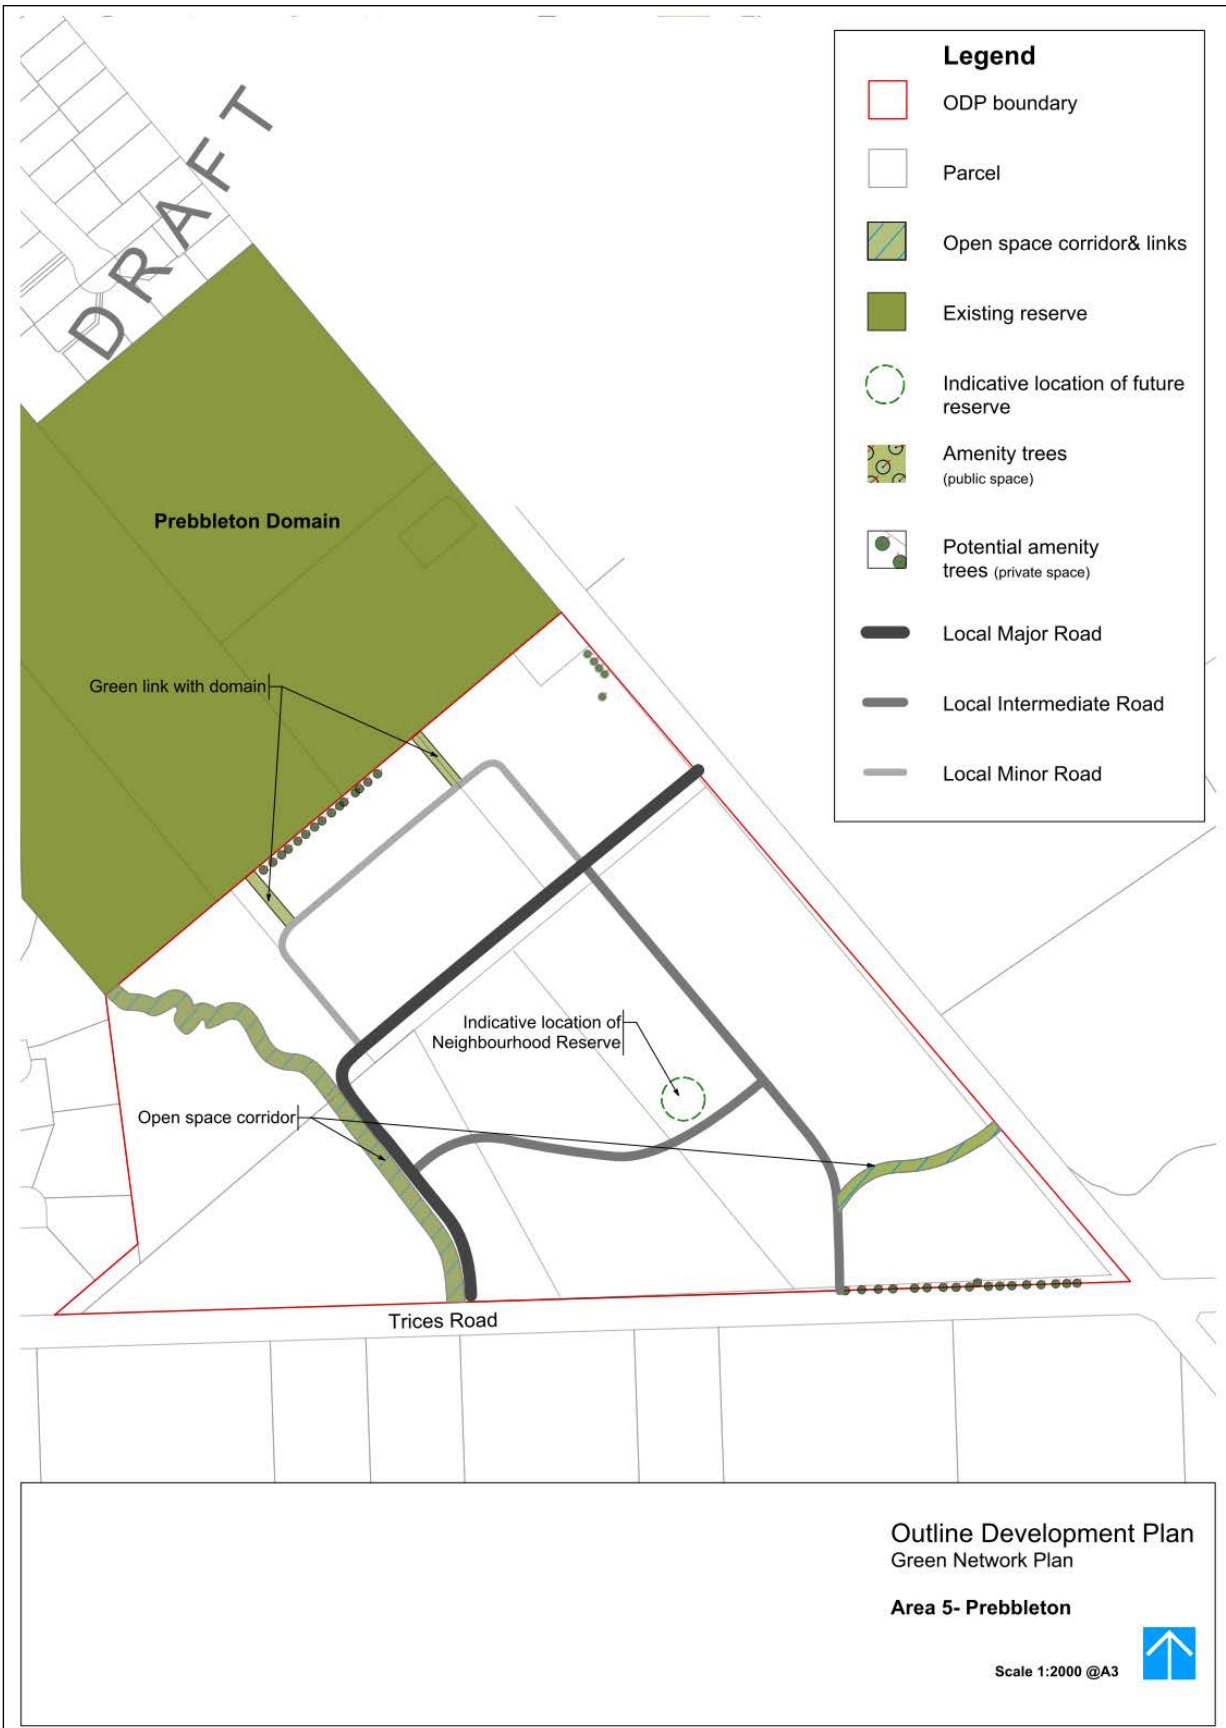 DRAFT
Legend
ODP boundary
Parcel
Open space corridor& links
Existing reserve
Indicative location of future
reserve
Amenity trees
(public space)
Potential amenity
trees (private space)
Local Major Road
Local Intermediate Road
Local Minor Road
Prebbleton Domain
Green link with domain
Indicative location of
Neighbourhood Reserve
Open space corridor
Trices Road
Outline Development Plan
Green Network Plan
Area 5- Prebbleton
Scale 1:2000 @A3